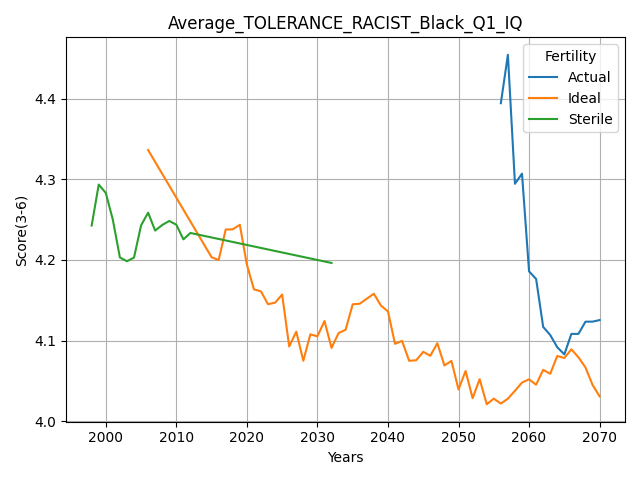 Average_TOLERANCE_RACIST_Black_Q1_IQ
Fertility
Actual
Ideal
Sterile
Score(3-6)
4.4
4.3
4.2
4.1
4.0
2000 2010 2020 2030 2040 2050 2060 2070
Years